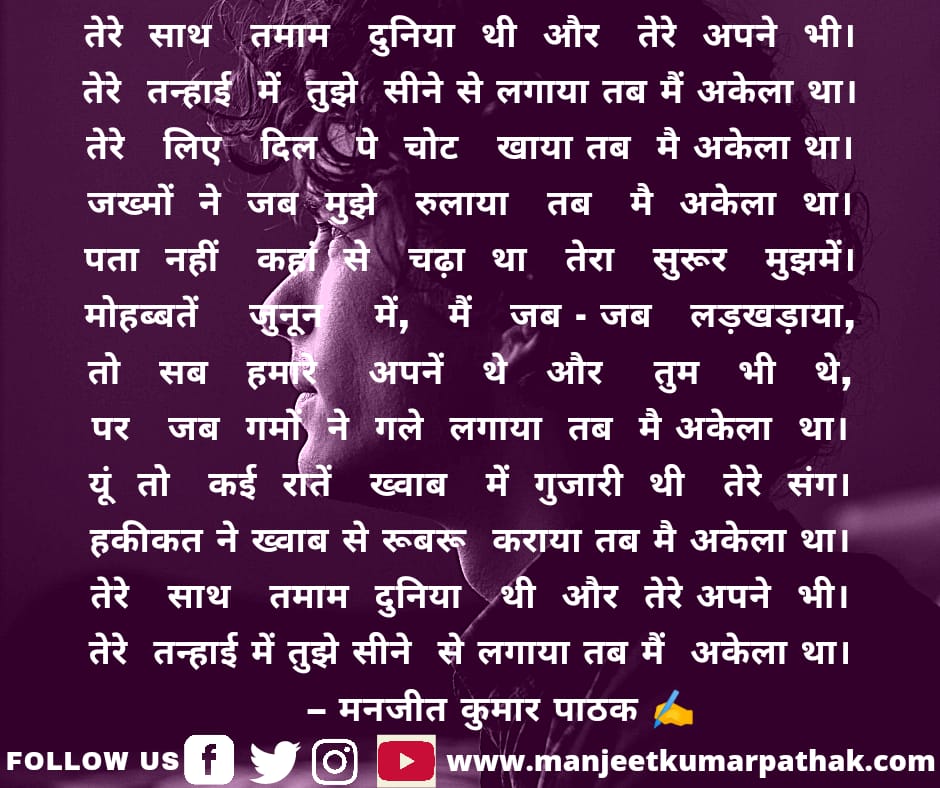 तेरे साथ तमाम दुनिया थी और तेरे अपने भी।
तेरे तन्हाई में तुझे सीने से लगाया तब मैं अकेला था।
तेरे लिए दिल पे चोट खाया तब मै अकेला था।
जख्मों ने जब मुझे रुलाया तब मै अकेला था।
पता नहीं कहां से चढ़ा था तेरा सुरूर मुझमें।
मोहब्बतें जुनून में, मैं जब - जब लड़खड़ाया,
तो सब हमारे अपनें थे और तुम भी थे,
पर जब गमों ने गले लगाया तब मै अकेला था।
यूं तो कई रातें ख्वाब में गुजारी थी तेरे संग।
हकीकत ने ख्वाब से रूबरू कराया तब मै अकेला था।
तेरे साथ तमाम दुनिया थी और तेरे अपने भी।
तेरे तन्हाई में तुझे सीने से लगाया तब मैं अकेला था।
– मनजीत कुमार पाठक ✍️
FOLLOW US www.manjeetkumarpathak.com